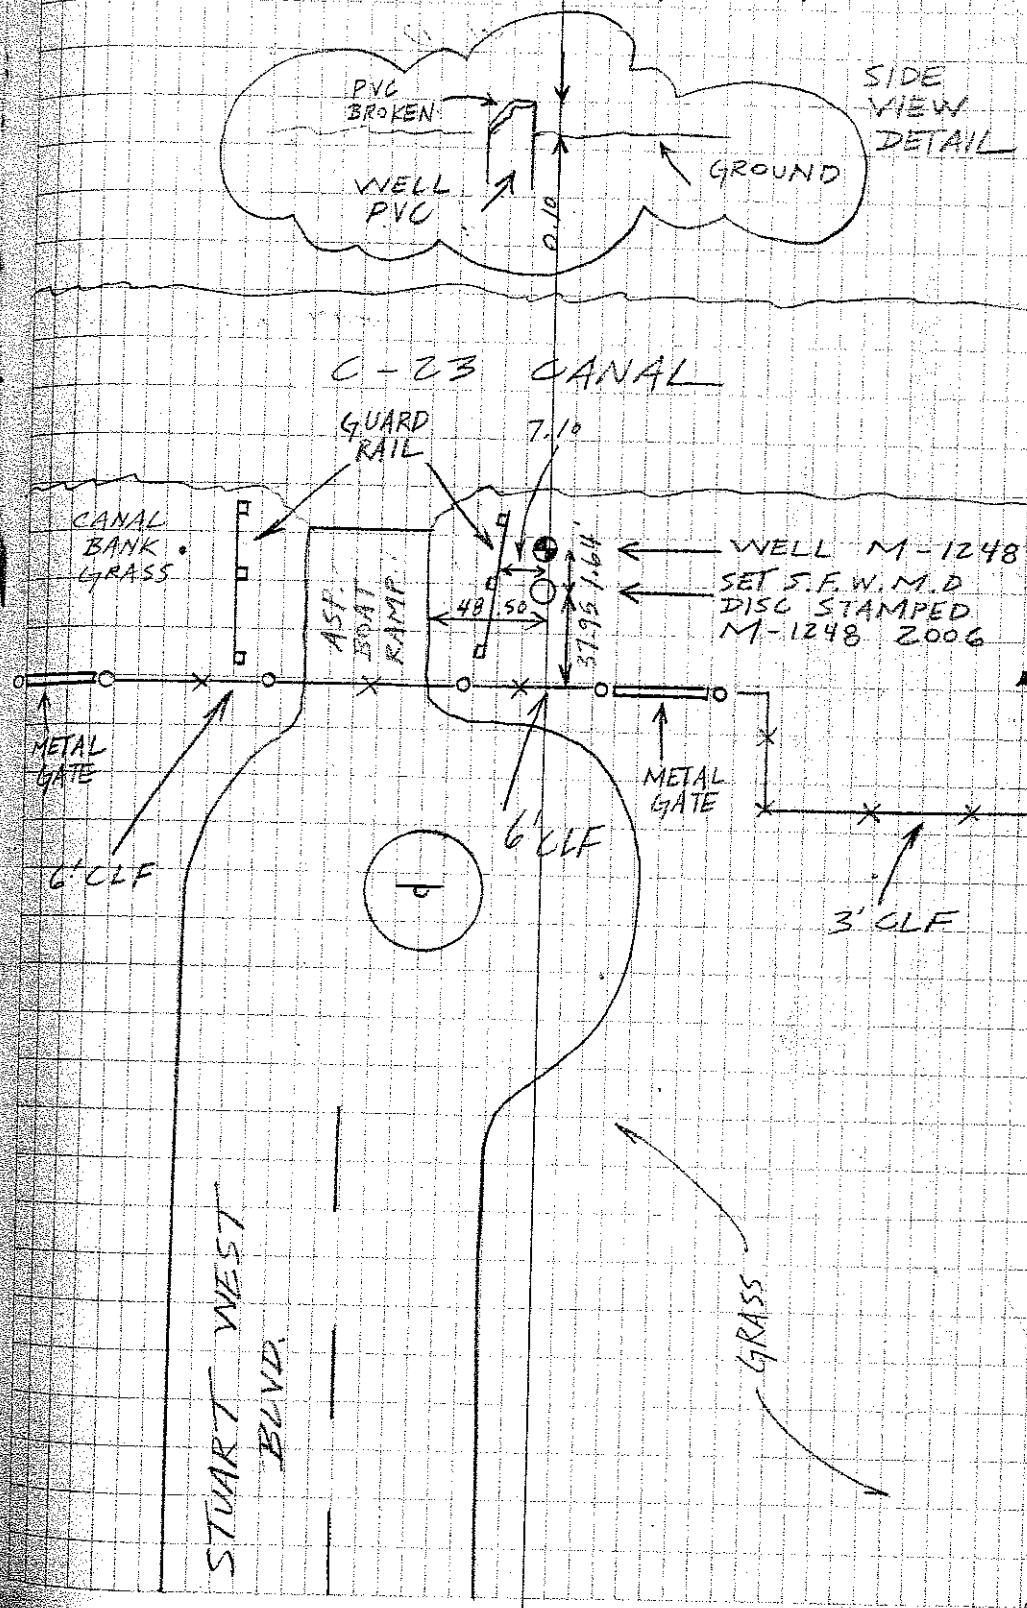 SIDE
VIEW
DETAIL
PVC
BROKEN
GROUND
WELL
PVC
0.10
C-23 CANAL
GUARD
RAIL
7.10
CANAL
BANK
GRASS
ASP.
BOAT
RAMP
48.50
1.64'
37.95
WELL M-1248
SET S.F.W.M.D
DISC STAMPED
M-1248 2006
METAL
GATE
6' CLF
6' CLF
METAL
GATE
3' CLF
STUART WEST
BLVD.
GRASS